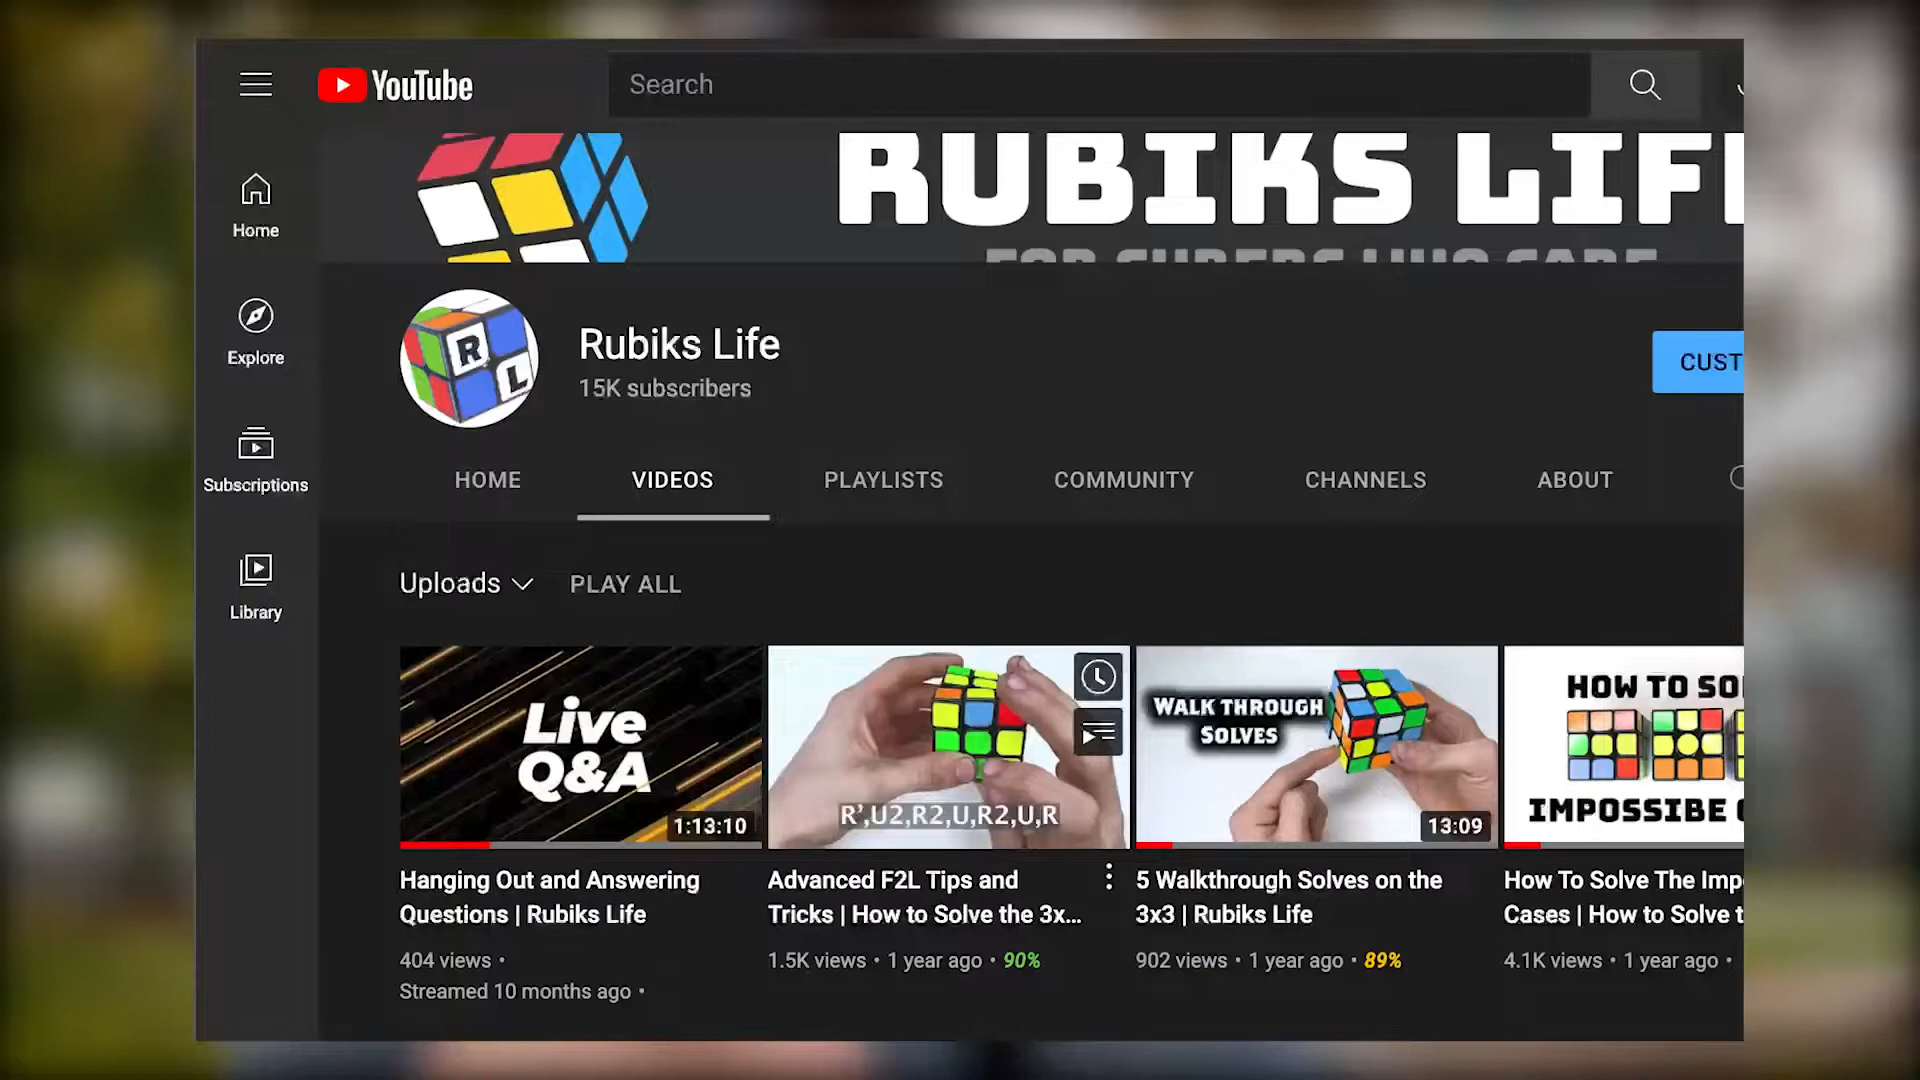 YouTube
Search
Home
Explore
Subscriptions
Library
RUBIKS LIF
Rubiks Life
15K subscribers
CUST
HOME
VIDEOS
PLAYLISTS
COMMUNITY
CHANNELS
ABOUT
Uploads
PLAY ALL
Live
Q&A
1:13:10
R',U2,R2,U,R2,U,R
WALK THROUGH
SOLVES
13:09
HOW TO SO
IMPOSSIBE
R
L
Hanging Out and Answering
Questions | Rubiks Life
404 views •
Streamed 10 months ago •
Advanced F2L Tips and
Tricks | How to Solve the 3x...
1.5K views • 1 year ago • 90%
5 Walkthrough Solves on the
3x3 | Rubiks Life
902 views • 1 year ago • 89%
How To Solve The Imp
Cases | How to Solve t
4.1K views • 1 year ago •